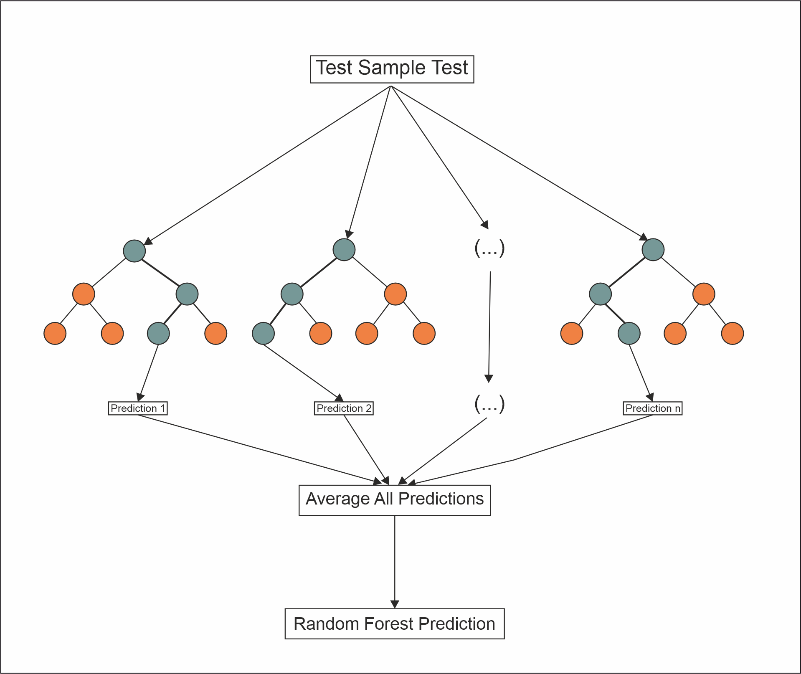 Test Sample Test
(...)
(...)
Prediction 1
Prediction 2
Prediction n
Average All Predictions
Random Forest Prediction